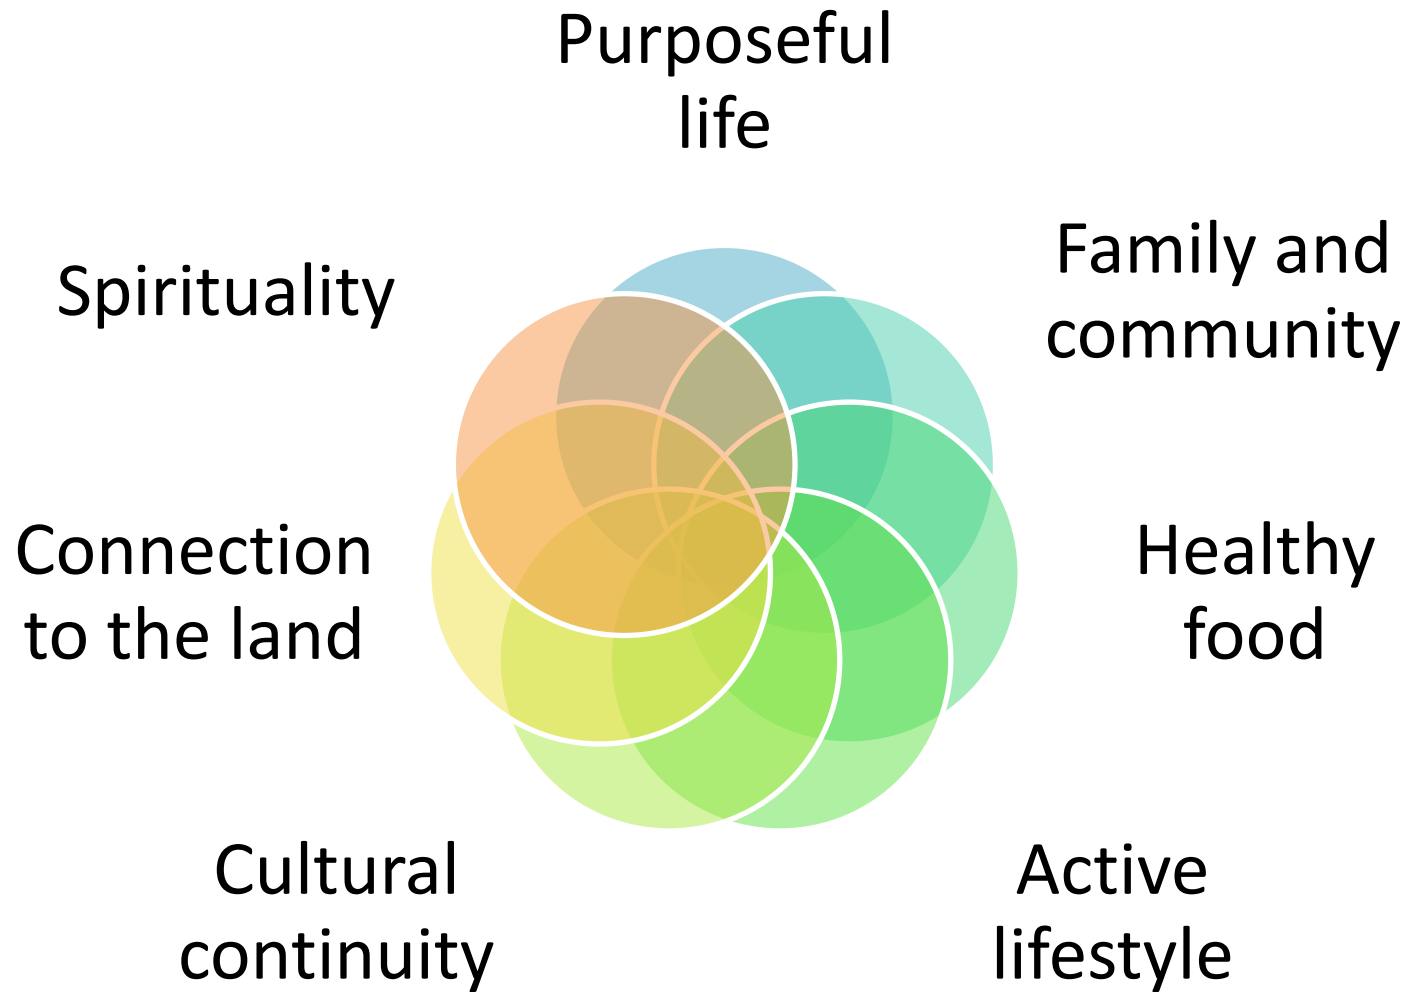 Purposeful
life
Family and
community
Healthy
food
Active
lifestyle
Cultural
continuity
Connection
to the land
Spirituality